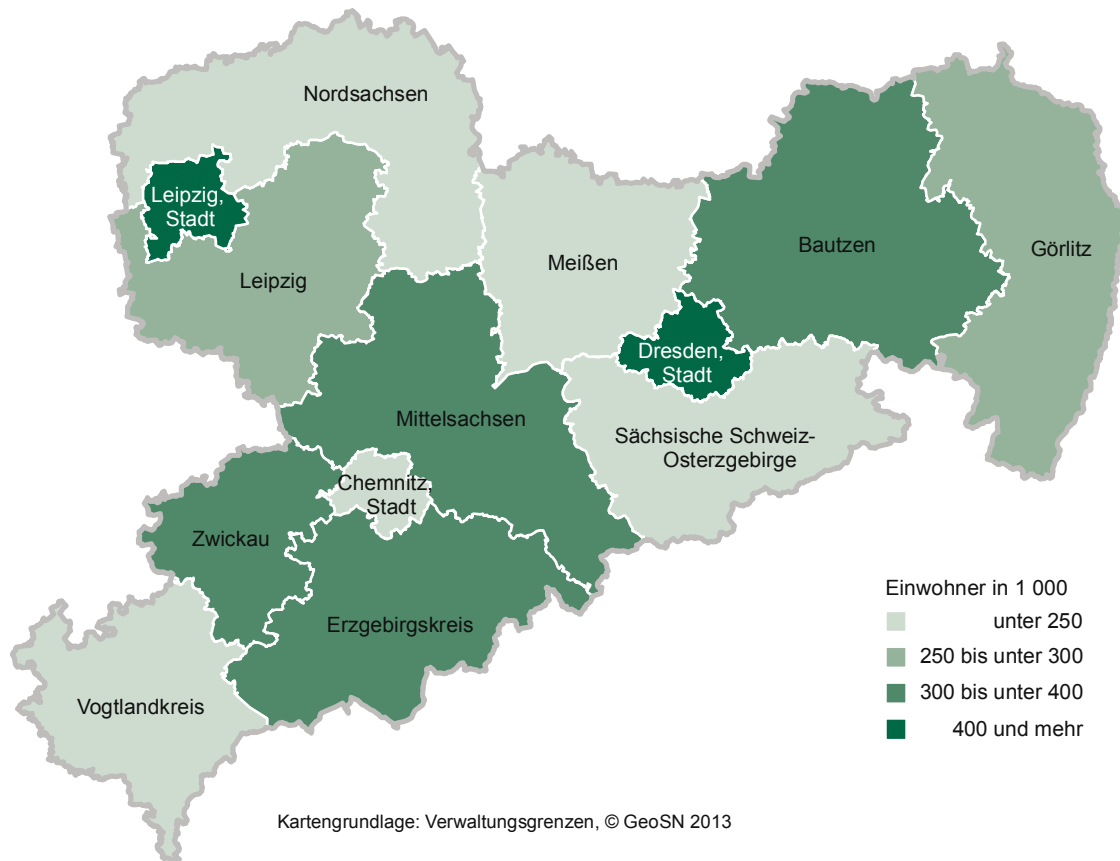 Nordsachsen
Leipzig,
Stadt
Leipzig
Meißen
Bautzen
Görlitz
Dresden,
Stadt
Mittelsachsen
Sächsische Schweiz-
Osterzgebirge
Chemnitz,
Stadt
Zwickau
Erzgebirgskreis
Vogtlandkreis
Einwohner in 1 000
unter 250
250 bis unter 300
300 bis unter 400
400 und mehr
Kartengrundlage: Verwaltungsgrenzen, © GeoSN 2013